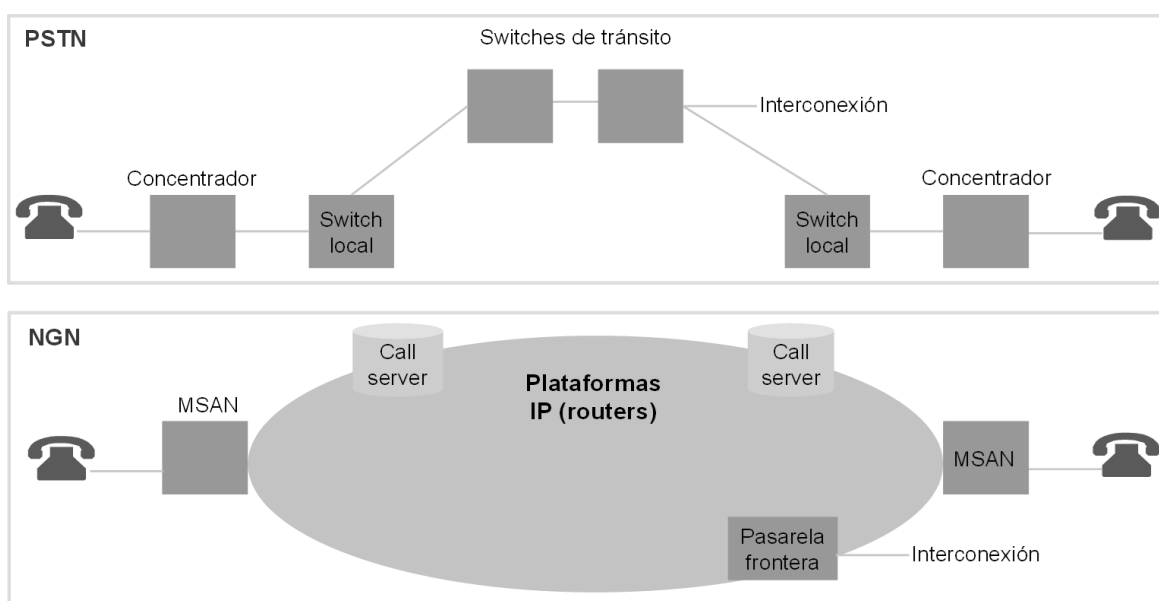 PSTN
Switches de tránsito
Interconexión
Concentrador
Concentrador
Switch
local
Switch
local
NGN
Call
server
Call
server
Plataformas
IP (routers)
MSAN
MSAN
Pasarela
frontera
Interconexión